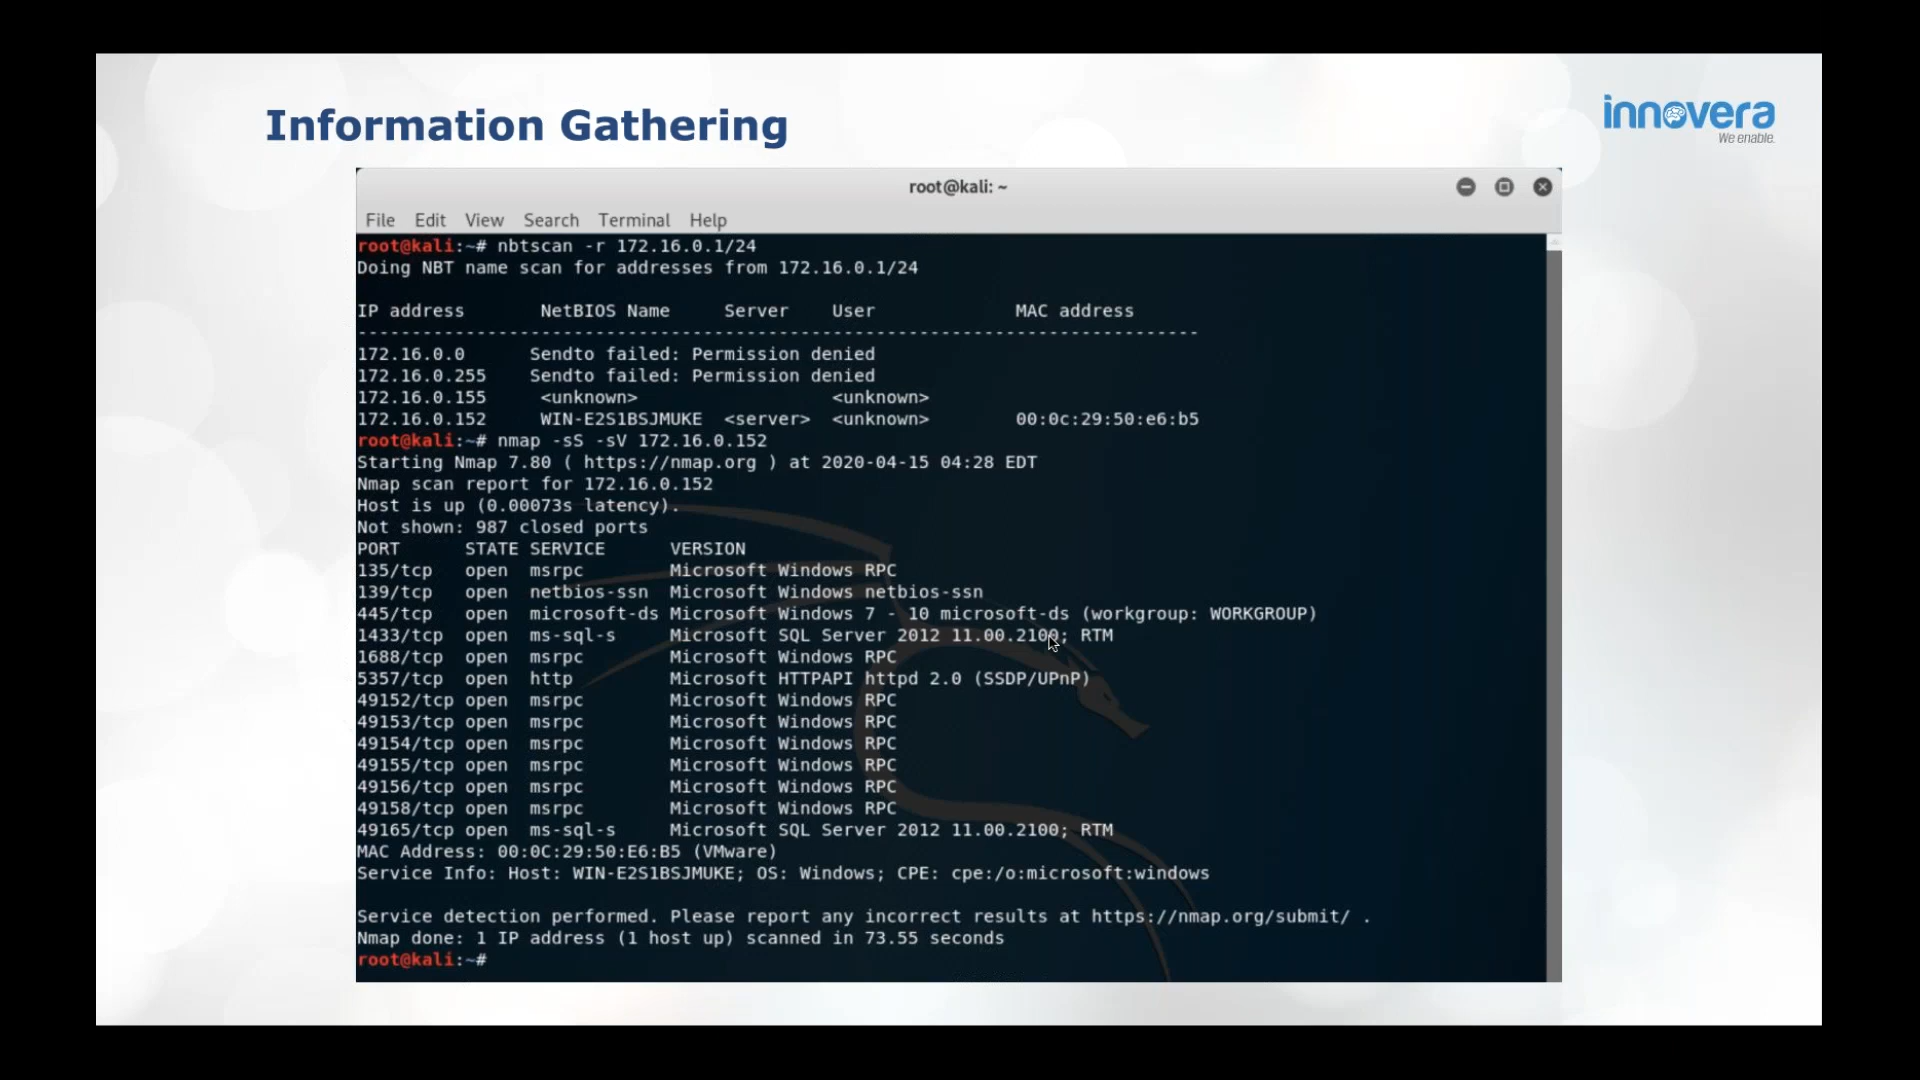 Information Gathering
innovera
We enable.
root@kali: ~
File Edit View Search Terminal Help
root@kali:~# nbtscan -r 172.16.0.1/24
Doing NBT name scan for addresses from 172.16.0.1/24
IP address NetBIOS Name Server User MAC address
------------------------------------------------------------------------------
172.16.0.0 Sendto failed: Permission denied
172.16.0.255 Sendto failed: Permission denied
172.16.0.155 <unknown> <unknown>
172.16.0.152 WIN-E2S1BSJMUKE <server> <unknown> 00:0c:29:50:e6:b5
root@kali:~# nmap -sS -sV 172.16.0.152
Starting Nmap 7.80 ( https://nmap.org ) at 2020-04-15 04:28 EDT
Nmap scan report for 172.16.0.152
Host is up (0.00073s latency).
Not shown: 987 closed ports
PORT STATE SERVICE VERSION
135/tcp open msrpc Microsoft Windows RPC
139/tcp open netbios-ssn Microsoft Windows netbios-ssn
445/tcp open microsoft-ds Microsoft Windows 7 - 10 microsoft-ds (workgroup: WORKGROUP)
1433/tcp open ms-sql-s Microsoft SQL Server 2012 11.00.2100; RTM
1688/tcp open msrpc Microsoft Windows RPC
5357/tcp open http Microsoft HTTPAPI httpd 2.0 (SSDP/UPnP)
49152/tcp open msrpc Microsoft Windows RPC
49153/tcp open msrpc Microsoft Windows RPC
49154/tcp open msrpc Microsoft Windows RPC
49155/tcp open msrpc Microsoft Windows RPC
49156/tcp open msrpc Microsoft Windows RPC
49158/tcp open msrpc Microsoft Windows RPC
49165/tcp open ms-sql-s Microsoft SQL Server 2012 11.00.2100; RTM
MAC Address: 00:0C:29:50:E6:B5 (VMware)
Service Info: Host: WIN-E2S1BSJMUKE; OS: Windows; CPE: cpe:/o:microsoft:windows
Service detection performed. Please report any incorrect results at https://nmap.org/submit/ .
Nmap done: 1 IP address (1 host up) scanned in 73.55 seconds
root@kali:~#